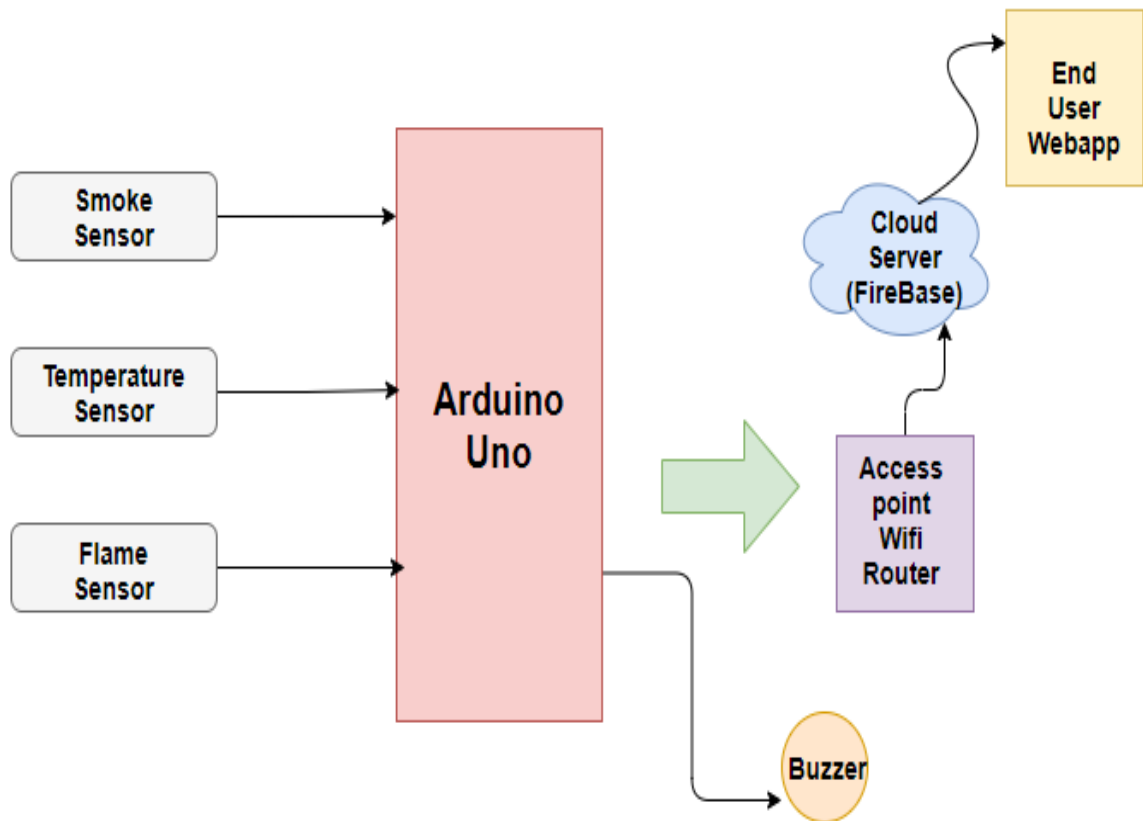 Smoke
Sensor
Temperature
Sensor
Flame
Sensor
Arduino
Uno
Access
point
Wifi
Router
Cloud
Server
(FireBase)
End
User
Webapp
Buzzer